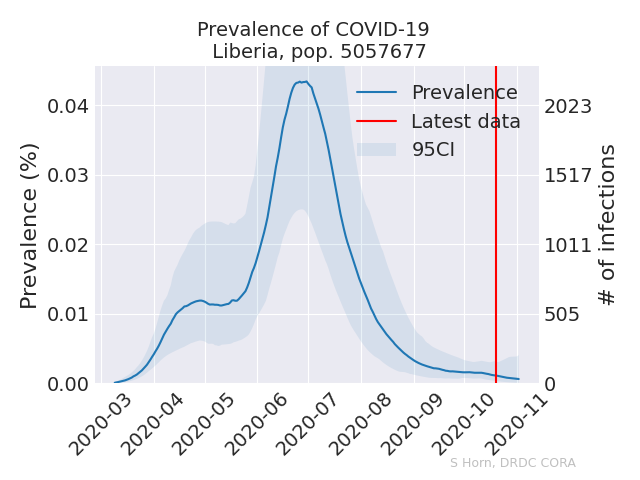 Prevalence of COVID-19
Liberia, pop. 5057677
Prevalence (%)
0.04
0.03
0.02
0.01
0.00
Prevalence
Latest data
95CI
2023
1517
1011
505
0
# of infections
2020-03
2020-04
2020-05
2020-06
2020-07
2020-08
2020-09
2020-10
2020-11
S Horn, DRDC CORA